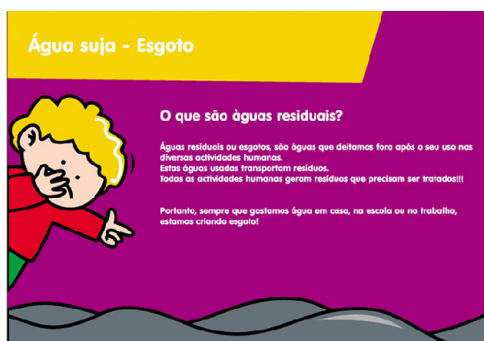 Água suja - Esgoto
O que são àguas residuais?
Águas residuais ou esgotos, são àguas que deitamos fora após o seu uso nas
diversas actividades humanas.
Estas águas usadas transportam resíduos.
Todas as actividades humanas geram resíduos que precisam ser tratados!!!
Portanto, sempre que gastamos água em casa, na escola ou no trabalho,
estamos criando esgoto!